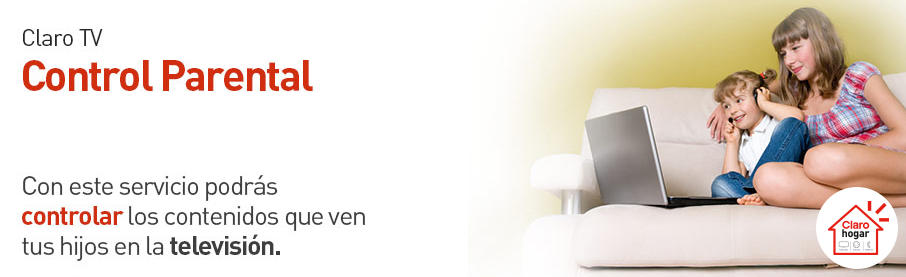 Claro TV
Control Parental
Con este servicio podrás
controlar los contenidos que ven
tus hijos en la televisión.
Claro
hogar